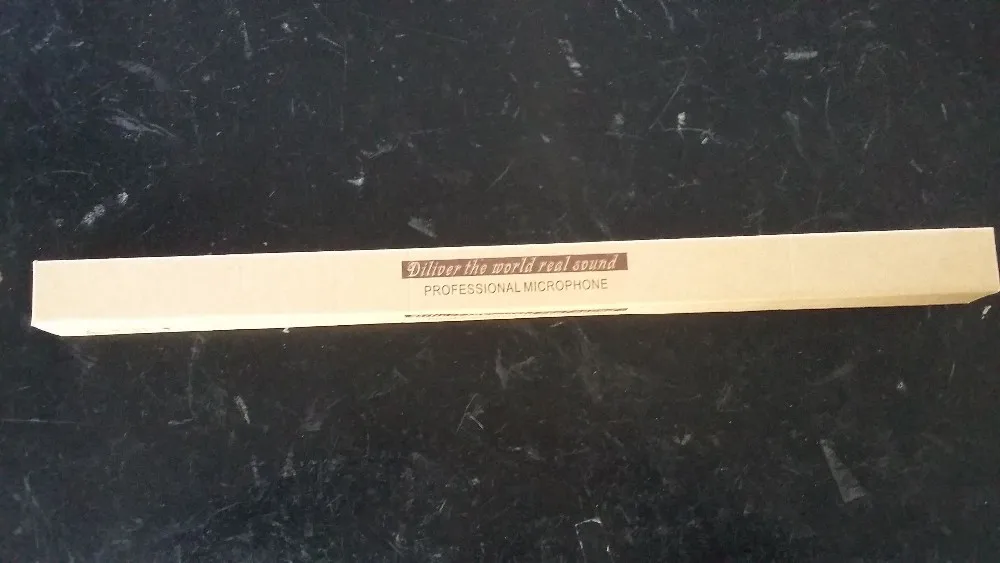 Diliver the world real sound
PROFESSIONAL MICROPHONE